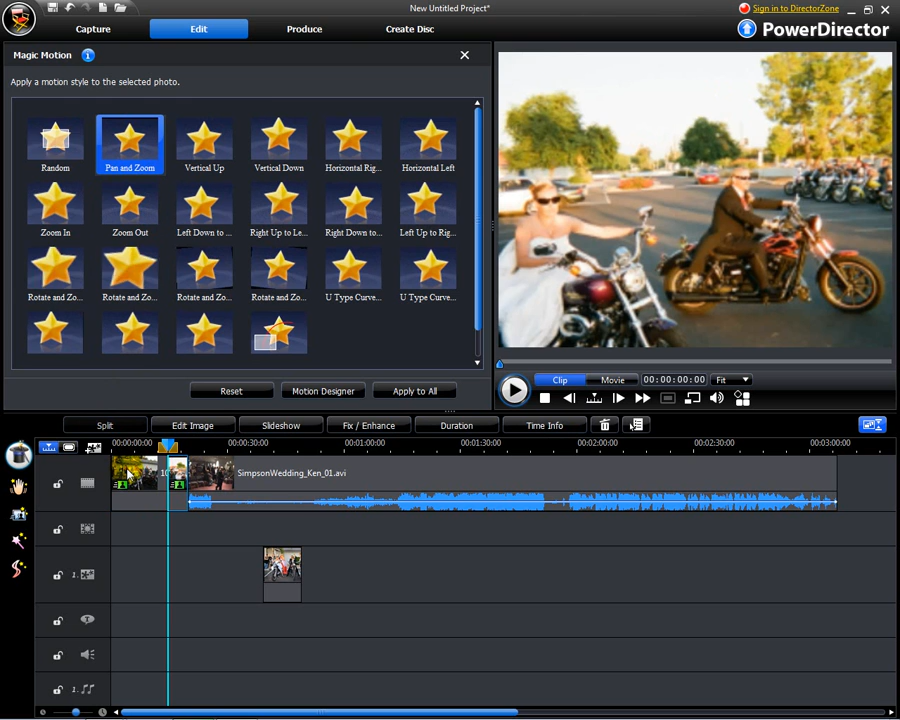 New Untitled Project*
Sign in to DirectorZone
Capture
Edit
Produce
Create Disc
PowerDirector
Magic Motion
Apply a motion style to the selected photo.
Random
Pan and Zoom
Vertical Up
Vertical Down
Horizontal Rig...
Horizontal Left
Zoom In
Zoom Out
Left Down to ...
Right Up to Le...
Right Down to...
Left Up to Rig...
Rotate and Zo...
Rotate and Zo...
Rotate and Zo...
Rotate and Zo...
U Type Curve...
U Type Curve...
Reset
Motion Designer
Apply to All
Clip
Movie
00:00:00:00
Fit
Split
Edit Image
Slideshow
Fix / Enhance
Duration
Time Info
00:00:00:00
00:00:30:00
00:01:00:00
00:01:30:00
00:02:00:00
00:02:30:00
00:03:00:00
SimpsonWedding_Ken_01.avi
1.
1.